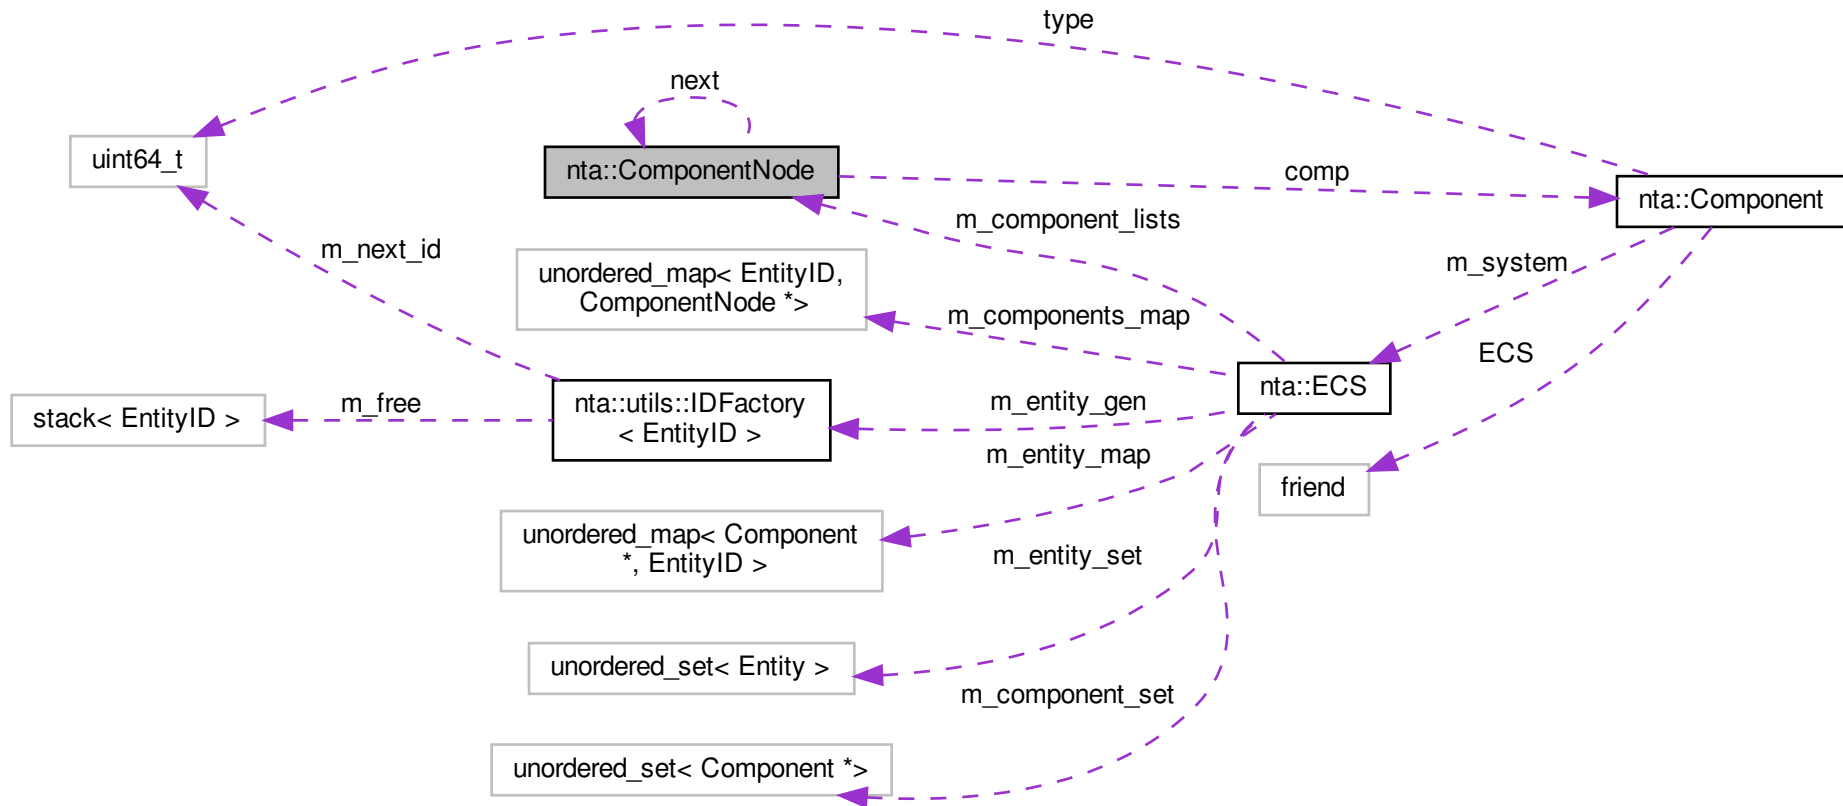 type
next
uint64_t
nta::ComponentNode
comp
nta::Component
m_component_lists
m_next_id
unordered_map< EntityID,
ComponentNode *>
m_system
m_components_map
ECS
nta::ECS
stack< EntityID >
m_free
nta::utils::IDFactory
< EntityID >
m_entity_gen
m_entity_map
friend
unordered_map< Component
*, EntityID >
m_entity_set
unordered_set< Entity >
m_component_set
unordered_set< Component *>